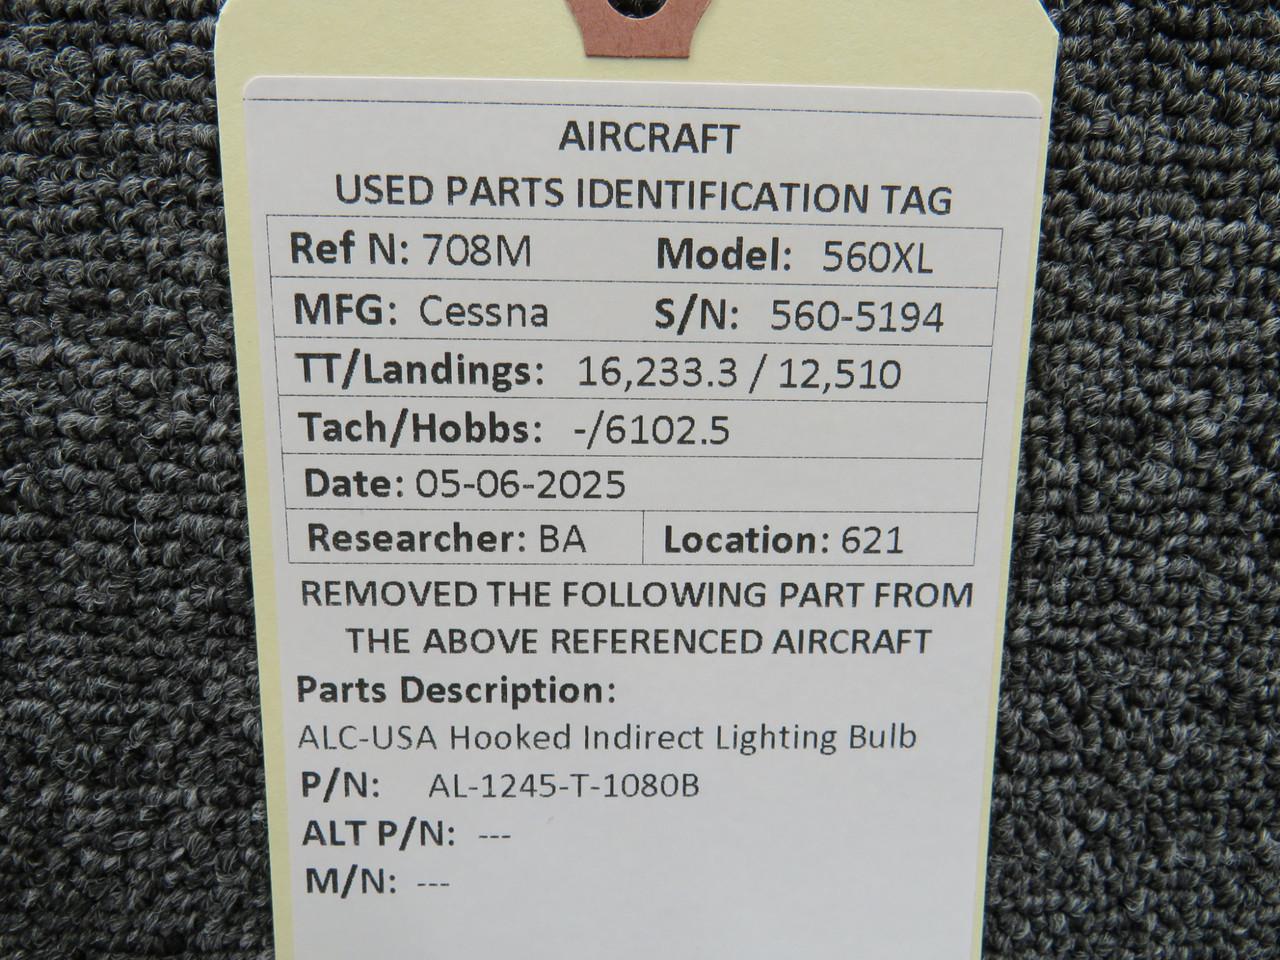 AIRCRAFT
USED PARTS IDENTIFICATION TAG
Ref N: 708M Model: 560XL
MFG: Cessna S/N: 560-5194
TT/Landings: 16,233.3 / 12,510
Tach/Hobbs: -/6102.5
Date: 05-06-2025
Researcher: BA Location: 621
REMOVED THE FOLLOWING PART FROM
THE ABOVE REFERENCED AIRCRAFT
Parts Description:
ALC-USA Hooked Indirect Lighting Bulb
P/N: AL-1245-T-1080B
ALT P/N: ---
M/N: ---